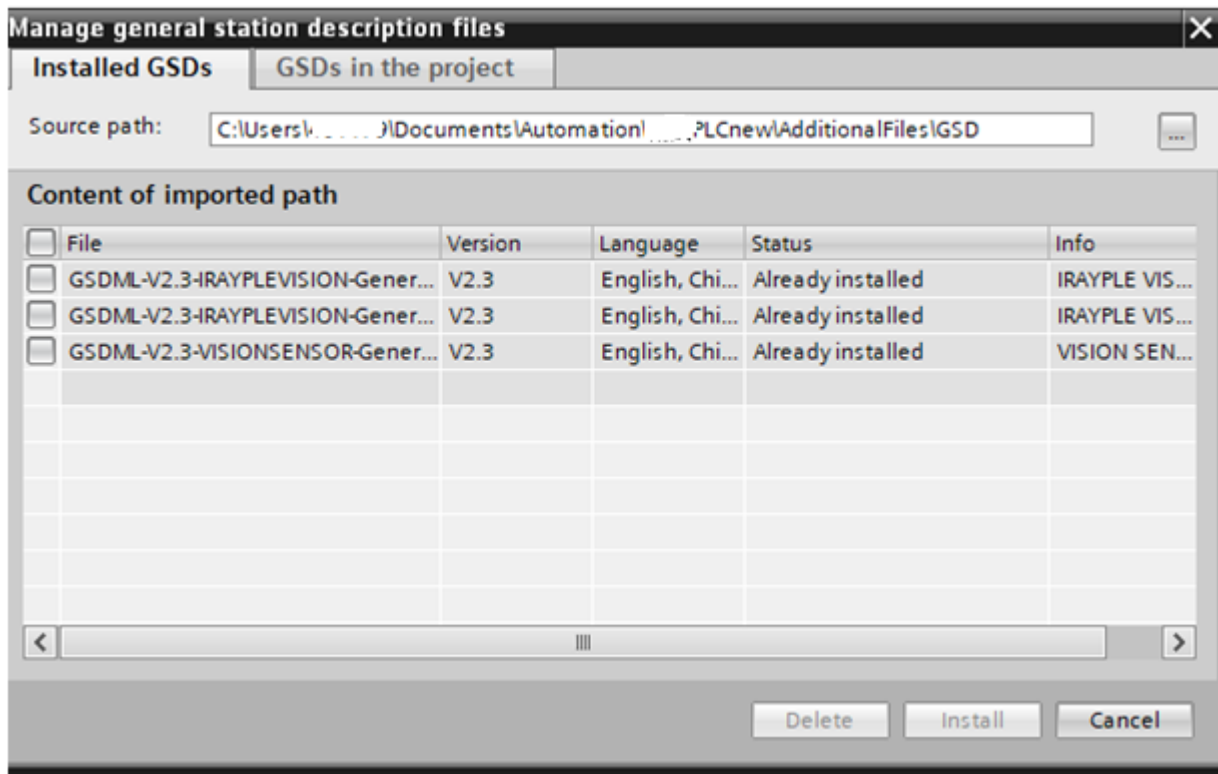 Manage general station description files
Installed GSDs GSDs in the project
Source path: C:\Users\ \Documents\Automation\ PLCnew\AdditionalFiles\GSD ...
Content of imported path
File Version Language Status Info
GSDML-V2.3-IRAYPLEVISION-Gener... V2.3 English, Chi... Already installed IRAYPLE VIS...
GSDML-V2.3-IRAYPLEVISION-Gener... V2.3 English, Chi... Already installed IRAYPLE VIS...
GSDML-V2.3-VISIONSENSOR-Gener... V2.3 English, Chi... Already installed VISION SEN...
Delete Install Cancel